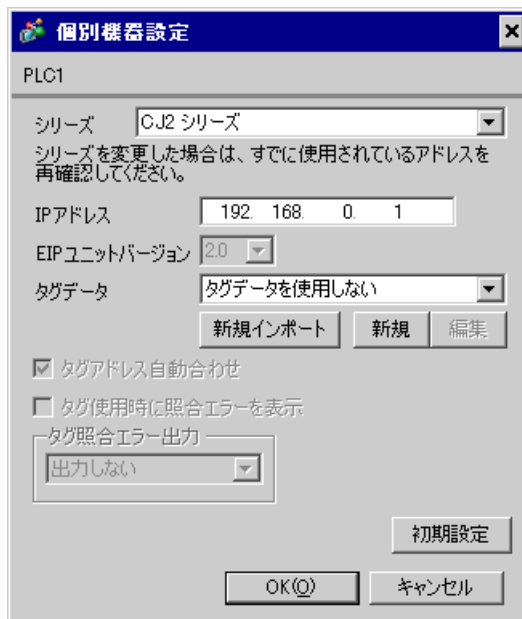 個別機器設定
PLC1
シリーズ CJ2 シリーズ
シリーズを変更した場合は、すでに使用されているアドレスを
再確認してください。
IPアドレス 192. 168. 0. 1
EIPユニットバージョン 2.0
タグデータ タグデータを使用しない
新規インポート 新規 編集
タグアドレス自動合わせ
タグ使用時に照合エラーを表示
タグ照合エラー出力
出力しない
初期設定
OK(O) キャンセル